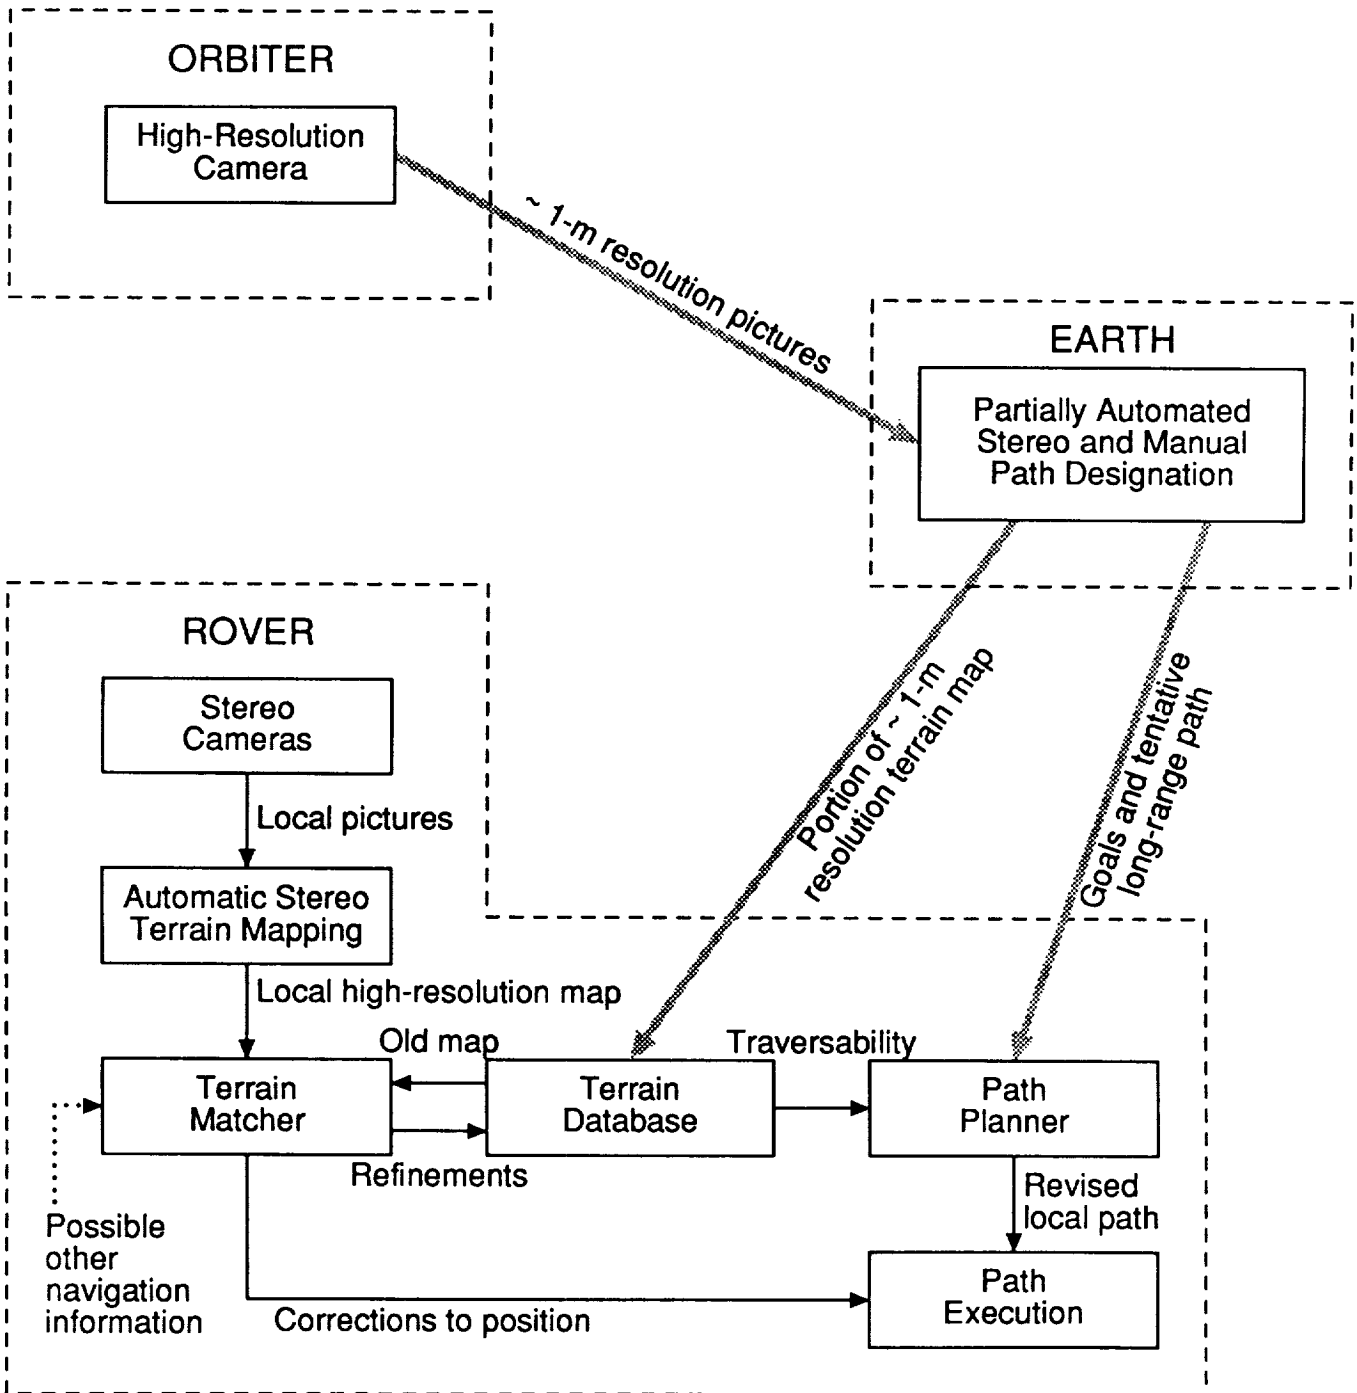 ORBITER
High-Resolution
Camera
~ 1-m resolution pictures
EARTH
Partially Automated
Stereo and Manual
Path Designation
Portion of ~ 1-m
resolution terrain map
Goals and tentative
long-range path
ROVER
Stereo
Cameras
Local pictures
Automatic Stereo
Terrain Mapping
Local high-resolution map
Old map
Traversability
Terrain
Matcher
Terrain
Database
Path
Planner
Refinements
Revised
local path
Possible
other
navigation
information
Corrections to position
Path
Execution